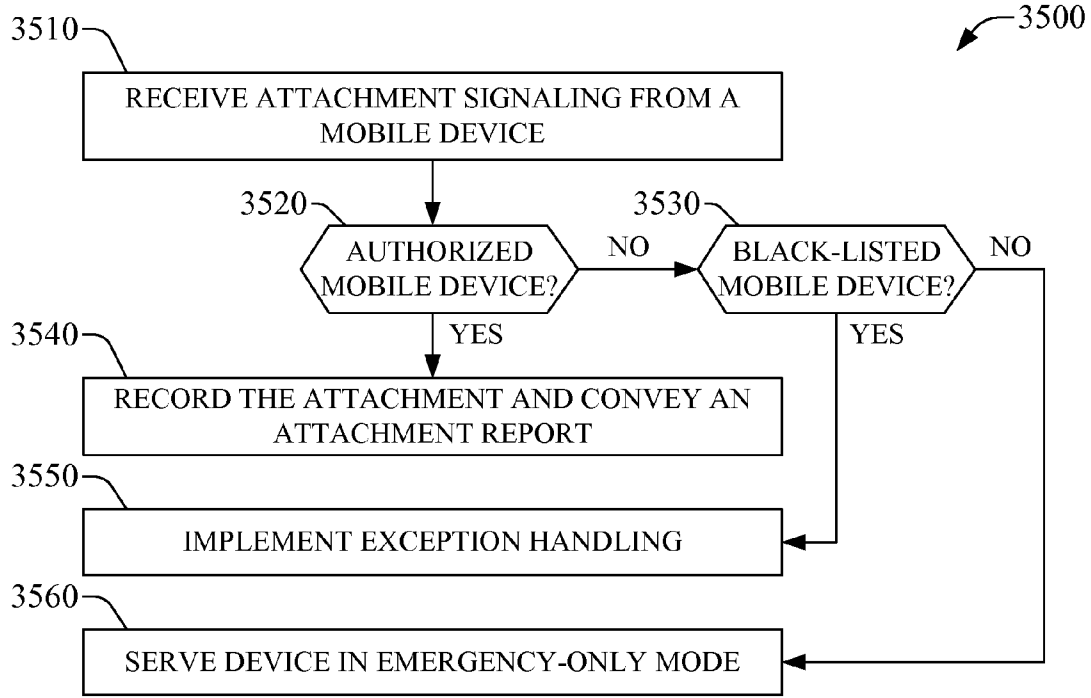 3500
3510
RECEIVE ATTACHMENT SIGNALING FROM A
MOBILE DEVICE
3520
AUTHORIZED
MOBILE DEVICE?
NO
3530
BLACK-LISTED
MOBILE DEVICE?
NO
YES
YES
3540
RECORD THE ATTACHMENT AND CONVEY AN
ATTACHMENT REPORT
3550
IMPLEMENT EXCEPTION HANDLING
3560
SERVE DEVICE IN EMERGENCY-ONLY MODE